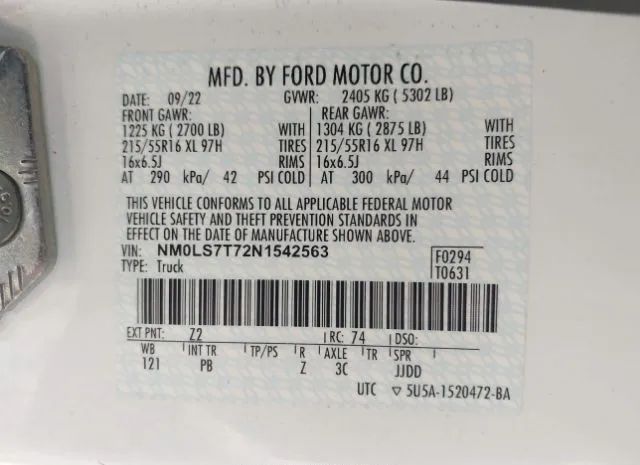 MFD. BY FORD MOTOR CO.
DATE: 09/22 GVWR: 2405 KG ( 5302 LB)
FRONT GAWR: REAR GAWR:
1225 KG ( 2700 LB) WITH 1304 KG ( 2875 LB) WITH
215/55R16 XL 97H TIRES 215/55R16 XL 97H TIRES
16x6.5J RIMS 16x6.5J RIMS
AT 290 kPa/ 42 PSI COLD AT 300 kPa/ 44 PSI COLD
THIS VEHICLE CONFORMS TO ALL APPLICABLE FEDERAL MOTOR
VEHICLE SAFETY AND THEFT PREVENTION STANDARDS IN
EFFECT ON THE DATE OF MANUFACTURE SHOWN ABOVE.
VIN: NM0LS7T72N1542563
TYPE: Truck
F0294
T0631
EXT PNT: Z2 RC: 74 DSO:
WB INT TR TP/PS R AXLE TR SPR
121 PB Z 3C JJDD
UTC ▽ 5U5A-1520472-BA